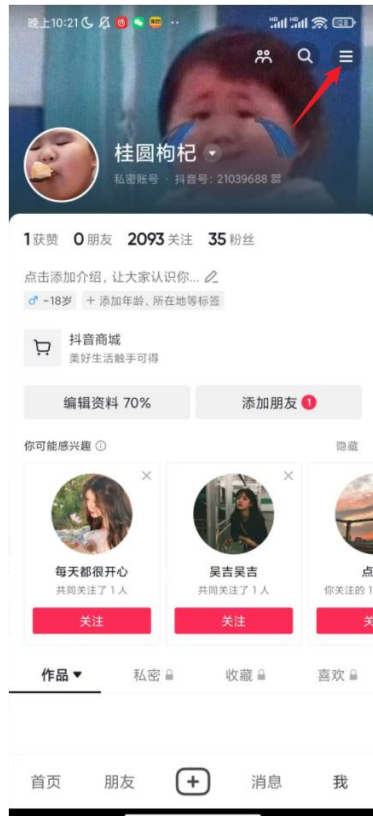 晚上10:21
桂圆枸杞
私密账号 · 抖音号: 21039688
1获赞 0朋友 2093关注 35粉丝
点击添加介绍, 让大家认识你...
♂ -18岁 + 添加年龄、所在地等标签
抖音商城
美好生活触手可得
编辑资料 70% 添加朋友 1
你可能感兴趣 隐藏
每天都很开心 吴吉吴吉 点
共同关注了 1 人 共同关注了 1 人 你关注的 1
关注 关注 关
作品 私密 收藏 喜欢
首页 朋友 消息 我